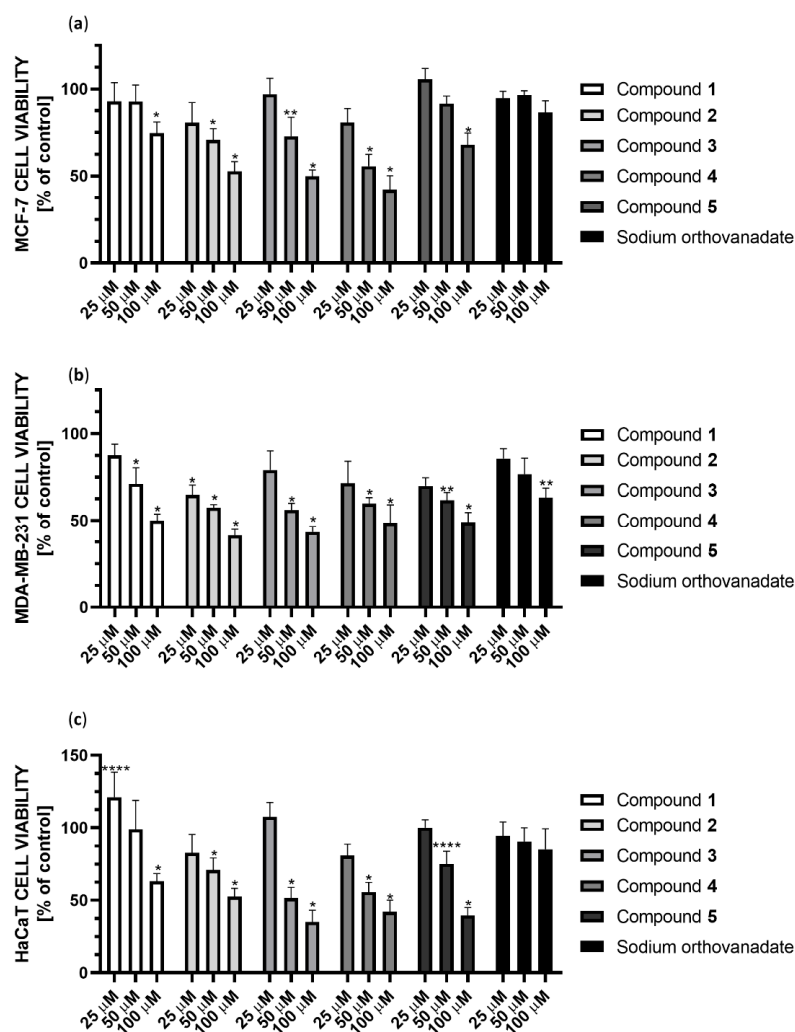 (a)
MCF-7 CELL VIABILITY
[% of control]
100
50
0
*
*
*
**
*
*
*
*
25 μM
50 μM
100 μM
25 μM
50 μM
100 μM
25 μM
50 μM
100 μM
25 μM
50 μM
100 μM
25 μM
50 μM
100 μM
25 μM
50 μM
100 μM
Compound 1
Compound 2
Compound 3
Compound 4
Compound 5
Sodium orthovanadate
(b)
MDA-MB-231 CELL VIABILITY
[% of control]
100
50
0
*
*
*
*
*
*
*
*
*
**
*
**
25 μM
50 μM
100 μM
25 μM
50 μM
100 μM
25 μM
50 μM
100 μM
25 μM
50 μM
100 μM
25 μM
50 μM
100 μM
25 μM
50 μM
100 μM
Compound 1
Compound 2
Compound 3
Compound 4
Compound 5
Sodium orthovanadate
(c)
HaCaT CELL VIABILITY
[% of control]
150
100
50
0
****
*
*
*
*
*
*
*
****
*
25 μM
50 μM
100 μM
25 μM
50 μM
100 μM
25 μM
50 μM
100 μM
25 μM
50 μM
100 μM
25 μM
50 μM
100 μM
25 μM
50 μM
100 μM
Compound 1
Compound 2
Compound 3
Compound 4
Compound 5
Sodium orthovanadate